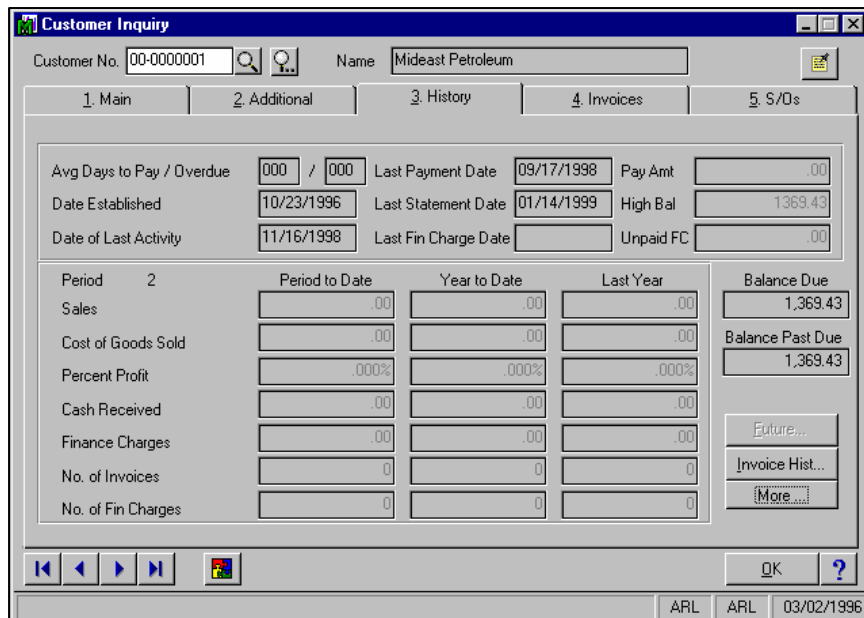 Customer Inquiry
Customer No. 00-0000001 Name Mideast Petroleum
1. Main 2. Additional 3. History 4. Invoices 5. S/Os
Avg Days to Pay / Overdue 000 / 000 Last Payment Date 09/17/1998 Pay Amt .00
Date Established 10/23/1996 Last Statement Date 01/14/1999 High Bal 1369.43
Date of Last Activity 11/16/1998 Last Fin Charge Date Unpaid FC .00
Period 2 Period to Date Year to Date Last Year Balance Due
Sales .00 .00 .00 1,369.43
Cost of Goods Sold .00 .00 .00 Balance Past Due
Percent Profit .000% .000% .000% 1,369.43
Cash Received .00 .00 .00
Finance Charges .00 .00 .00 Future...
No. of Invoices 0 0 0 Invoice Hist...
No. of Fin Charges 0 0 0 More ...
OK ?
ARL ARL 03/02/1996